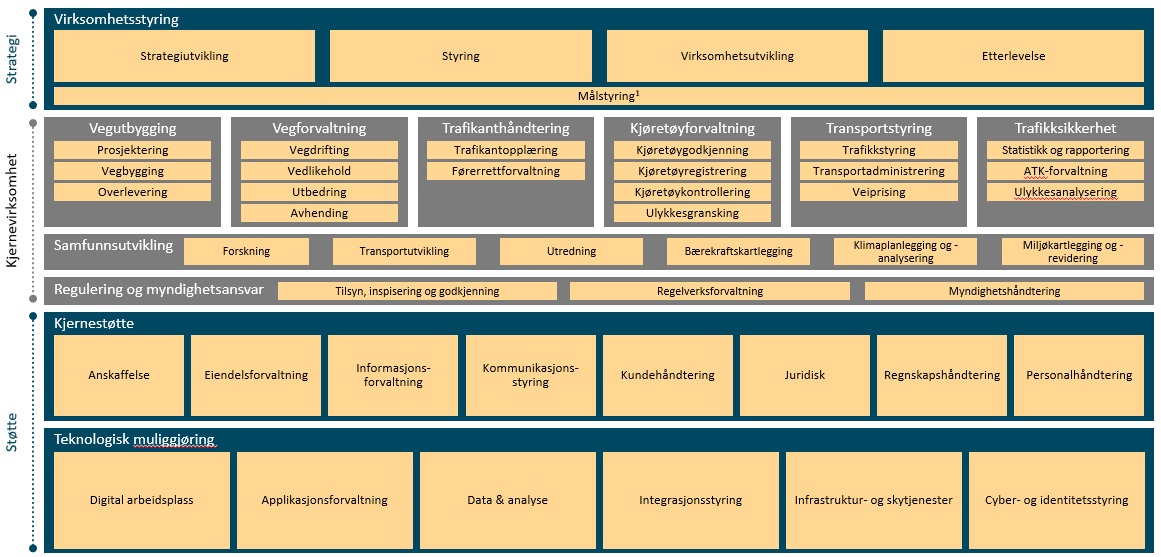 Strategi
Virksomhetsstyring
Strategiutvikling
Styring
Virksomhetsutvikling
Etterlevelse
Målstyring¹
Kjernevirksomhet
Vegutbygging
Prosjektering
Vegbygging
Overlevering
Vegforvaltning
Vegdrifting
Vedlikehold
Utbedring
Avhending
Trafikanthåndtering
Trafikantopplæring
Førerrettforvaltning
Kjøretøyforvaltning
Kjøretøygodkjenning
Kjøretøyregistrering
Kjøretøykontrollering
Ulykkesgransking
Transportstyring
Trafikkstyring
Transportadministrering
Veiprising
Trafikksikkerhet
Statistikk og rapportering
ATK-forvaltning
Ulykkesanalysering
Samfunnsutvikling
Forskning
Transportutvikling
Utredning
Bærekraftskartlegging
Klimaplanlegging og -
analysering
Miljøkartlegging og -
revidering
Regulering og myndighetsansvar
Tilsyn, inspisering og godkjenning
Regelverksforvaltning
Myndighetshåndtering
Støtte
Kjernestøtte
Anskaffelse
Eiendelsforvaltning
Informasjons-
forvaltning
Kommunikasjons-
styring
Kundehåndtering
Juridisk
Regnskapshåndtering
Personalhåndtering
Teknologisk muliggjøring
Digital arbeidsplass
Applikasjonsforvaltning
Data & analyse
Integrasjonsstyring
Infrastruktur- og skytjenester
Cyber- og identitetsstyring